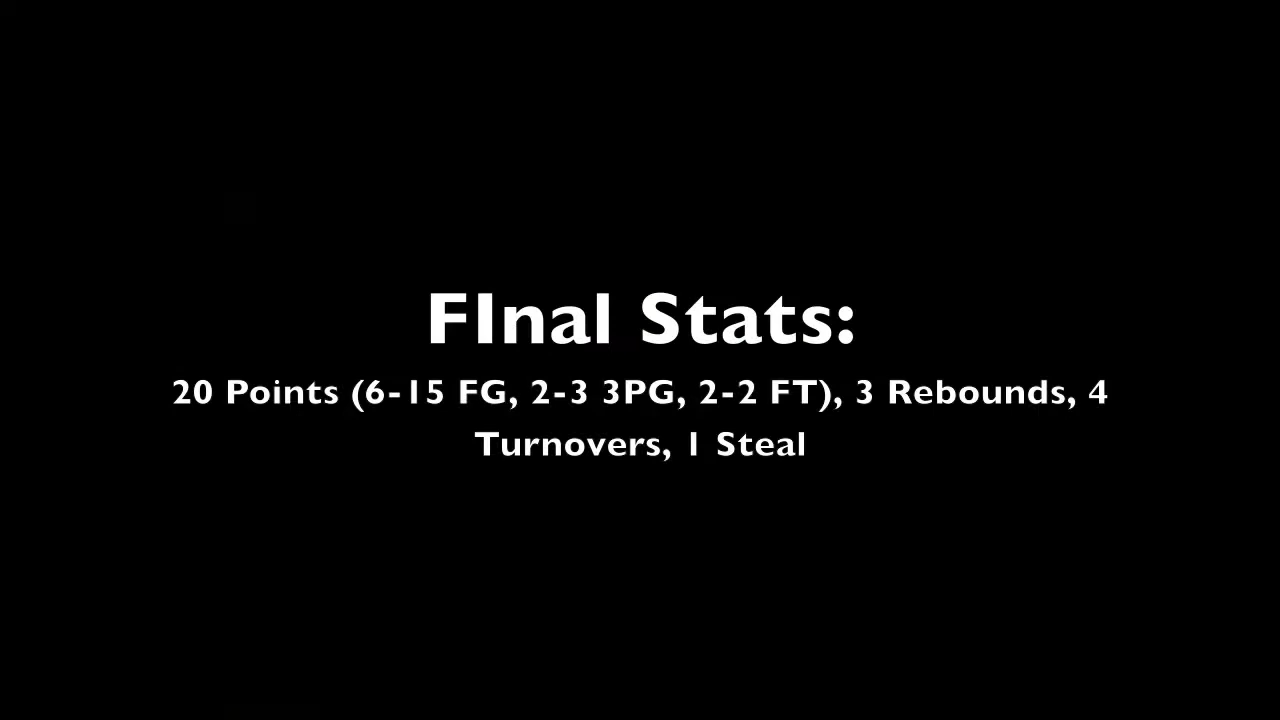 FInal Stats:
20 Points (6-15 FG, 2-3 3PG, 2-2 FT), 3 Rebounds, 4
Turnovers, 1 Steal